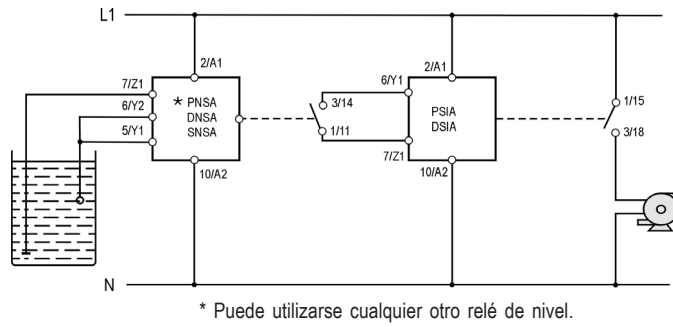 L1
2/A1
2/A1
7/Z1
6/Y1
6/Y2
* PNSA
DNSA
SNSA
3/14
PSIA
DSIA
1/15
5/Y1
1/11
3/18
7/Z1
10/A2
10/A2
N
* Puede utilizarse cualquier otro relé de nivel.